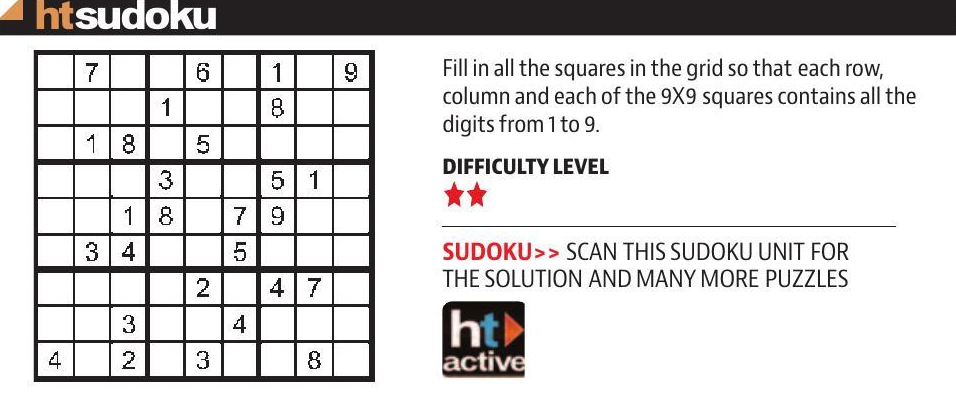 htsudoku
7 6 1 9
1 8
1 8 5
3 5 1
1 8 7 9
3 4 5
2 4 7
3 4
4 2 3 8
Fill in all the squares in the grid so that each row,
column and each of the 9X9 squares contains all the
digits from 1 to 9.
DIFFICULTY LEVEL
SUDOKU>> SCAN THIS SUDOKU UNIT FOR
THE SOLUTION AND MANY MORE PUZZLES
ht
active